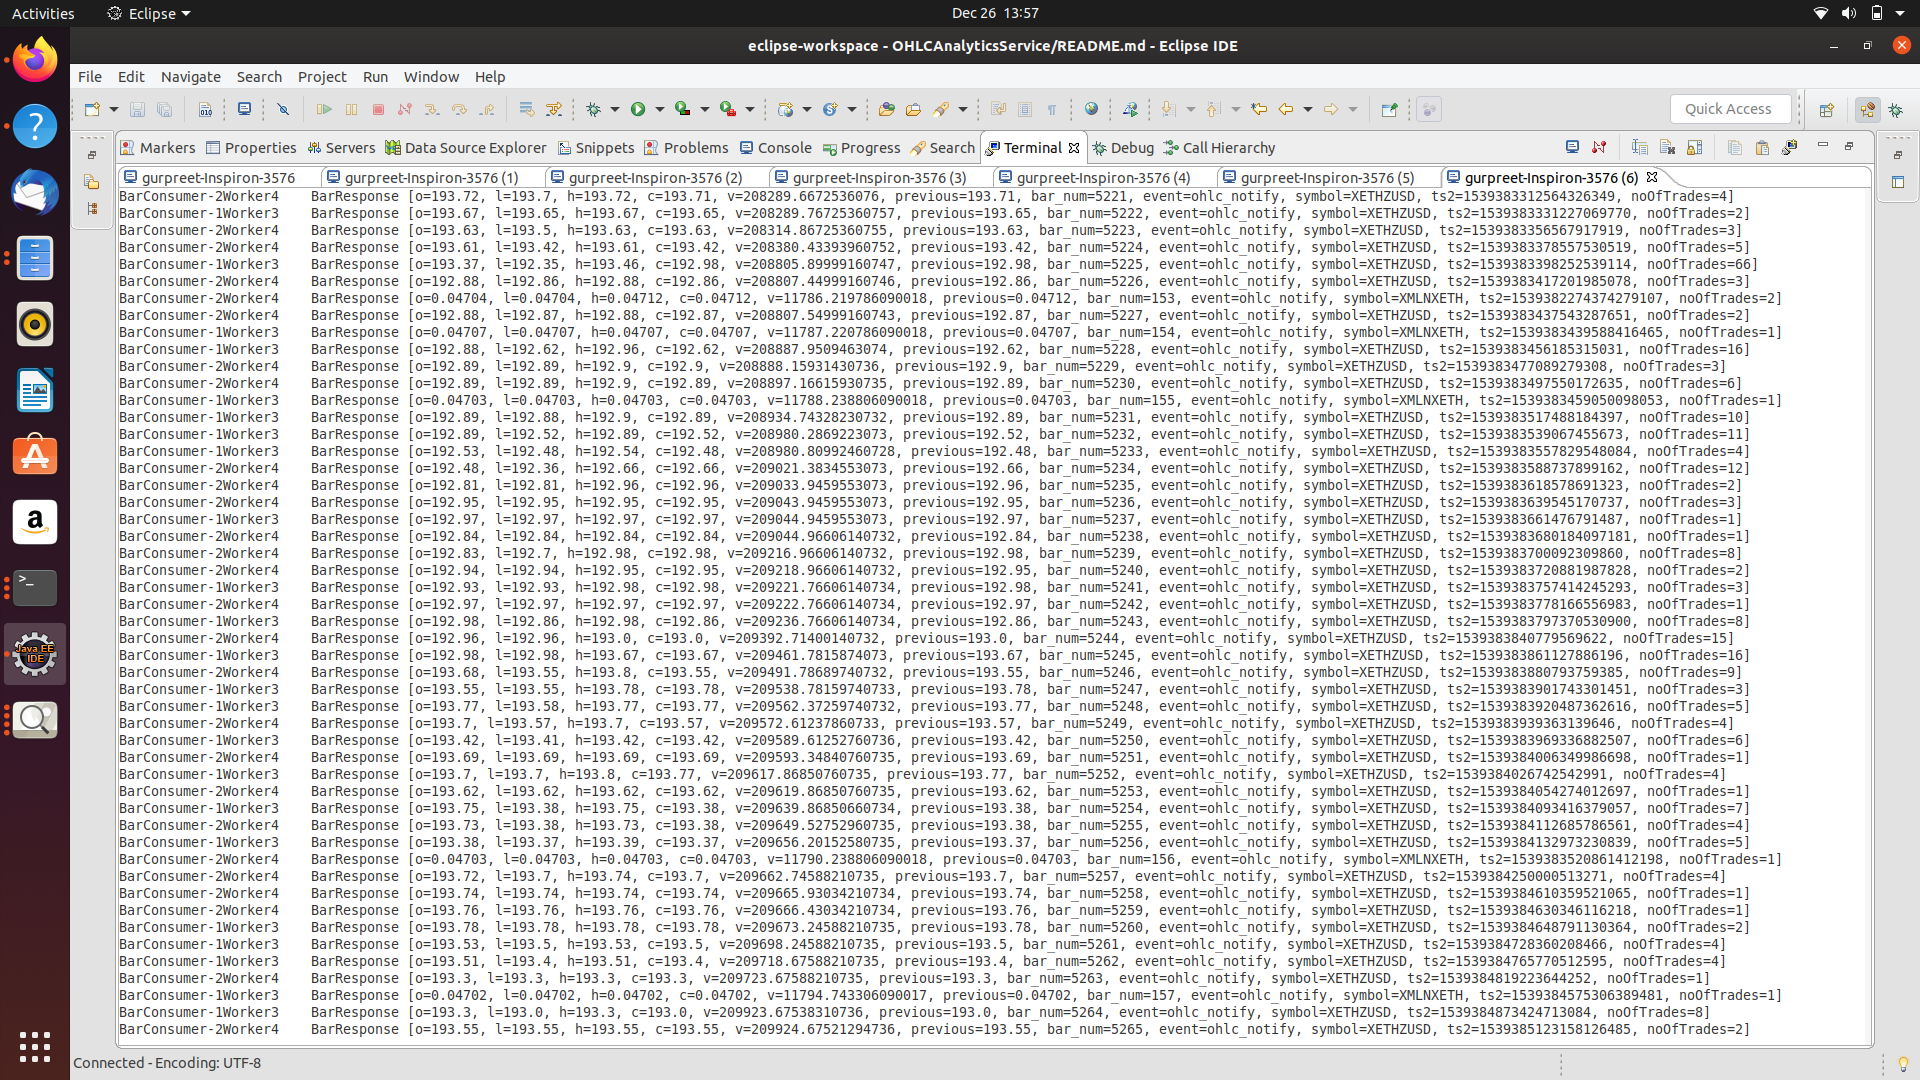 Activities
Eclipse
Dec 26 13:57
eclipse-workspace - OHLCAnalyticsService/README.md - Eclipse IDE
File Edit Navigate Search Project Run Window Help
Quick Access
Markers Properties Servers Data Source Explorer Snippets Problems Console Progress Search Terminal Debug Call Hierarchy
gurpreet-Inspiron-3576 gurpreet-Inspiron-3576 (1) gurpreet-Inspiron-3576 (2) gurpreet-Inspiron-3576 (3) gurpreet-Inspiron-3576 (4) gurpreet-Inspiron-3576 (5) gurpreet-Inspiron-3576 (6)
BarConsumer-2Worker4 BarResponse [o=193.72, l=193.7, h=193.72, c=193.71, v=208289.6672536076, previous=193.71, bar_num=5221, event=ohlc_notify, symbol=XETHZUSD, ts2=1539383312564326349, noOfTrades=4]
BarConsumer-1Worker3 BarResponse [o=193.67, l=193.65, h=193.67, c=193.65, v=208289.76725360757, previous=193.65, bar_num=5222, event=ohlc_notify, symbol=XETHZUSD, ts2=1539383331227069770, noOfTrades=2]
BarConsumer-2Worker4 BarResponse [o=193.63, l=193.5, h=193.63, c=193.63, v=208314.86725360755, previous=193.63, bar_num=5223, event=ohlc_notify, symbol=XETHZUSD, ts2=1539383356567917919, noOfTrades=3]
BarConsumer-2Worker4 BarResponse [o=193.61, l=193.42, h=193.61, c=193.42, v=208380.43393960752, previous=193.42, bar_num=5224, event=ohlc_notify, symbol=XETHZUSD, ts2=1539383378557530519, noOfTrades=5]
BarConsumer-1Worker3 BarResponse [o=193.37, l=192.35, h=193.46, c=192.98, v=208805.89999160747, previous=192.98, bar_num=5225, event=ohlc_notify, symbol=XETHZUSD, ts2=1539383398252539114, noOfTrades=66]
BarConsumer-2Worker4 BarResponse [o=192.88, l=192.86, h=192.88, c=192.86, v=208807.44999160746, previous=192.86, bar_num=5226, event=ohlc_notify, symbol=XETHZUSD, ts2=1539383417201985078, noOfTrades=3]
BarConsumer-2Worker4 BarResponse [o=0.04704, l=0.04704, h=0.04712, c=0.04712, v=11786.219786090018, previous=0.04712, bar_num=153, event=ohlc_notify, symbol=XMLNXETH, ts2=1539382274374279107, noOfTrades=2]
BarConsumer-2Worker4 BarResponse [o=192.88, l=192.87, h=192.88, c=192.87, v=208807.54999160743, previous=192.87, bar_num=5227, event=ohlc_notify, symbol=XETHZUSD, ts2=1539383437543287651, noOfTrades=2]
BarConsumer-1Worker3 BarResponse [o=0.04707, l=0.04707, h=0.04707, c=0.04707, v=11787.220786090018, previous=0.04707, bar_num=154, event=ohlc_notify, symbol=XMLNXETH, ts2=1539383439588416465, noOfTrades=1]
BarConsumer-1Worker3 BarResponse [o=192.88, l=192.62, h=192.96, c=192.62, v=208887.9509463074, previous=192.62, bar_num=5228, event=ohlc_notify, symbol=XETHZUSD, ts2=1539383456185315031, noOfTrades=16]
BarConsumer-2Worker4 BarResponse [o=192.89, l=192.89, h=192.9, c=192.9, v=208888.15931430736, previous=192.9, bar_num=5229, event=ohlc_notify, symbol=XETHZUSD, ts2=1539383477089279308, noOfTrades=3]
BarConsumer-2Worker4 BarResponse [o=192.89, l=192.89, h=192.9, c=192.89, v=208897.16615930735, previous=192.89, bar_num=5230, event=ohlc_notify, symbol=XETHZUSD, ts2=1539383497550172635, noOfTrades=6]
BarConsumer-1Worker3 BarResponse [o=0.04703, l=0.04703, h=0.04703, c=0.04703, v=11788.238806090018, previous=0.04703, bar_num=155, event=ohlc_notify, symbol=XMLNXETH, ts2=1539383459050098053, noOfTrades=1]
BarConsumer-1Worker3 BarResponse [o=192.89, l=192.88, h=192.9, c=192.89, v=208934.74328230732, previous=192.89, bar_num=5231, event=ohlc_notify, symbol=XETHZUSD, ts2=1539383517488184397, noOfTrades=10]
BarConsumer-1Worker3 BarResponse [o=192.89, l=192.52, h=192.89, c=192.52, v=208980.2869223073, previous=192.52, bar_num=5232, event=ohlc_notify, symbol=XETHZUSD, ts2=1539383539067455673, noOfTrades=11]
BarConsumer-1Worker3 BarResponse [o=192.53, l=192.48, h=192.54, c=192.48, v=208980.80992460728, previous=192.48, bar_num=5233, event=ohlc_notify, symbol=XETHZUSD, ts2=1539383557829548084, noOfTrades=4]
BarConsumer-2Worker4 BarResponse [o=192.48, l=192.36, h=192.66, c=192.66, v=209021.3834553073, previous=192.66, bar_num=5234, event=ohlc_notify, symbol=XETHZUSD, ts2=1539383588737899162, noOfTrades=12]
BarConsumer-2Worker4 BarResponse [o=192.81, l=192.81, h=192.96, c=192.96, v=209033.9459553073, previous=192.96, bar_num=5235, event=ohlc_notify, symbol=XETHZUSD, ts2=1539383618578691323, noOfTrades=2]
BarConsumer-2Worker4 BarResponse [o=192.95, l=192.95, h=192.95, c=192.95, v=209043.9459553073, previous=192.95, bar_num=5236, event=ohlc_notify, symbol=XETHZUSD, ts2=1539383639545170737, noOfTrades=3]
BarConsumer-1Worker3 BarResponse [o=192.97, l=192.97, h=192.97, c=192.97, v=209044.9459553073, previous=192.97, bar_num=5237, event=ohlc_notify, symbol=XETHZUSD, ts2=1539383661476791487, noOfTrades=1]
BarConsumer-2Worker4 BarResponse [o=192.84, l=192.84, h=192.84, c=192.84, v=209044.96606140732, previous=192.84, bar_num=5238, event=ohlc_notify, symbol=XETHZUSD, ts2=1539383680184097181, noOfTrades=1]
BarConsumer-2Worker4 BarResponse [o=192.83, l=192.7, h=192.98, c=192.98, v=209216.96606140732, previous=192.98, bar_num=5239, event=ohlc_notify, symbol=XETHZUSD, ts2=1539383700092309860, noOfTrades=8]
BarConsumer-2Worker4 BarResponse [o=192.94, l=192.94, h=192.95, c=192.95, v=209218.96606140732, previous=192.95, bar_num=5240, event=ohlc_notify, symbol=XETHZUSD, ts2=1539383720881987828, noOfTrades=2]
BarConsumer-1Worker3 BarResponse [o=192.93, l=192.93, h=192.98, c=192.98, v=209221.76606140734, previous=192.98, bar_num=5241, event=ohlc_notify, symbol=XETHZUSD, ts2=1539383757414245293, noOfTrades=3]
BarConsumer-2Worker4 BarResponse [o=192.97, l=192.97, h=192.97, c=192.97, v=209222.76606140734, previous=192.97, bar_num=5242, event=ohlc_notify, symbol=XETHZUSD, ts2=1539383778166556983, noOfTrades=1]
BarConsumer-1Worker3 BarResponse [o=192.98, l=192.86, h=192.98, c=192.86, v=209236.76606140734, previous=192.86, bar_num=5243, event=ohlc_notify, symbol=XETHZUSD, ts2=1539383797370530900, noOfTrades=8]
BarConsumer-2Worker4 BarResponse [o=192.96, l=192.96, h=193.0, c=193.0, v=209392.71400140732, previous=193.0, bar_num=5244, event=ohlc_notify, symbol=XETHZUSD, ts2=1539383840779569622, noOfTrades=15]
BarConsumer-1Worker3 BarResponse [o=192.98, l=192.98, h=193.67, c=193.67, v=209461.7815874073, previous=193.67, bar_num=5245, event=ohlc_notify, symbol=XETHZUSD, ts2=1539383861127886196, noOfTrades=16]
BarConsumer-2Worker4 BarResponse [o=193.68, l=193.55, h=193.8, c=193.55, v=209491.78689740732, previous=193.55, bar_num=5246, event=ohlc_notify, symbol=XETHZUSD, ts2=1539383880793759385, noOfTrades=9]
BarConsumer-1Worker3 BarResponse [o=193.55, l=193.55, h=193.78, c=193.78, v=209538.78159740733, previous=193.78, bar_num=5247, event=ohlc_notify, symbol=XETHZUSD, ts2=1539383901743301451, noOfTrades=3]
BarConsumer-1Worker3 BarResponse [o=193.77, l=193.58, h=193.77, c=193.77, v=209562.37259740732, previous=193.77, bar_num=5248, event=ohlc_notify, symbol=XETHZUSD, ts2=1539383920487362616, noOfTrades=5]
BarConsumer-2Worker4 BarResponse [o=193.7, l=193.57, h=193.7, c=193.57, v=209572.61237860733, previous=193.57, bar_num=5249, event=ohlc_notify, symbol=XETHZUSD, ts2=1539383939363139646, noOfTrades=4]
BarConsumer-1Worker3 BarResponse [o=193.42, l=193.41, h=193.42, c=193.42, v=209589.61252760736, previous=193.42, bar_num=5250, event=ohlc_notify, symbol=XETHZUSD, ts2=1539383969336882507, noOfTrades=6]
BarConsumer-2Worker4 BarResponse [o=193.69, l=193.69, h=193.69, c=193.69, v=209593.34840760735, previous=193.69, bar_num=5251, event=ohlc_notify, symbol=XETHZUSD, ts2=1539384006349986698, noOfTrades=1]
BarConsumer-1Worker3 BarResponse [o=193.7, l=193.7, h=193.8, c=193.77, v=209617.86850760735, previous=193.77, bar_num=5252, event=ohlc_notify, symbol=XETHZUSD, ts2=1539384026742542991, noOfTrades=4]
BarConsumer-2Worker4 BarResponse [o=193.62, l=193.62, h=193.62, c=193.62, v=209619.86850760735, previous=193.62, bar_num=5253, event=ohlc_notify, symbol=XETHZUSD, ts2=1539384054274012697, noOfTrades=1]
BarConsumer-1Worker3 BarResponse [o=193.75, l=193.38, h=193.75, c=193.38, v=209639.86850660734, previous=193.38, bar_num=5254, event=ohlc_notify, symbol=XETHZUSD, ts2=1539384093416379057, noOfTrades=7]
BarConsumer-2Worker4 BarResponse [o=193.73, l=193.38, h=193.73, c=193.38, v=209649.52752960735, previous=193.38, bar_num=5255, event=ohlc_notify, symbol=XETHZUSD, ts2=1539384112685786561, noOfTrades=4]
BarConsumer-1Worker3 BarResponse [o=193.38, l=193.37, h=193.39, c=193.37, v=209656.20152580735, previous=193.37, bar_num=5256, event=ohlc_notify, symbol=XETHZUSD, ts2=1539384132973230839, noOfTrades=5]
BarConsumer-2Worker4 BarResponse [o=0.04703, l=0.04703, h=0.04703, c=0.04703, v=11790.238806090018, previous=0.04703, bar_num=156, event=ohlc_notify, symbol=XMLNXETH, ts2=1539383520861412198, noOfTrades=1]
BarConsumer-2Worker4 BarResponse [o=193.72, l=193.7, h=193.74, c=193.7, v=209662.74588210735, previous=193.7, bar_num=5257, event=ohlc_notify, symbol=XETHZUSD, ts2=1539384250000513271, noOfTrades=4]
BarConsumer-2Worker4 BarResponse [o=193.74, l=193.74, h=193.74, c=193.74, v=209665.93034210734, previous=193.74, bar_num=5258, event=ohlc_notify, symbol=XETHZUSD, ts2=1539384610359521065, noOfTrades=1]
BarConsumer-2Worker4 BarResponse [o=193.76, l=193.76, h=193.76, c=193.76, v=209666.43034210734, previous=193.76, bar_num=5259, event=ohlc_notify, symbol=XETHZUSD, ts2=1539384630346116218, noOfTrades=1]
BarConsumer-1Worker3 BarResponse [o=193.78, l=193.78, h=193.78, c=193.78, v=209673.24588210735, previous=193.78, bar_num=5260, event=ohlc_notify, symbol=XETHZUSD, ts2=1539384648791130364, noOfTrades=2]
BarConsumer-1Worker3 BarResponse [o=193.53, l=193.5, h=193.53, c=193.5, v=209698.24588210735, previous=193.5, bar_num=5261, event=ohlc_notify, symbol=XETHZUSD, ts2=1539384728360208466, noOfTrades=4]
BarConsumer-1Worker3 BarResponse [o=193.51, l=193.4, h=193.51, c=193.4, v=209718.67588210735, previous=193.4, bar_num=5262, event=ohlc_notify, symbol=XETHZUSD, ts2=1539384765770512595, noOfTrades=4]
BarConsumer-2Worker4 BarResponse [o=193.3, l=193.3, h=193.3, c=193.3, v=209723.67588210735, previous=193.3, bar_num=5263, event=ohlc_notify, symbol=XETHZUSD, ts2=1539384819223644252, noOfTrades=1]
BarConsumer-1Worker3 BarResponse [o=0.04702, l=0.04702, h=0.04702, c=0.04702, v=11794.743306090017, previous=0.04702, bar_num=157, event=ohlc_notify, symbol=XMLNXETH, ts2=1539384575306389481, noOfTrades=1]
BarConsumer-1Worker3 BarResponse [o=193.3, l=193.0, h=193.3, c=193.0, v=209923.67538310736, previous=193.0, bar_num=5264, event=ohlc_notify, symbol=XETHZUSD, ts2=1539384873424713084, noOfTrades=8]
BarConsumer-2Worker4 BarResponse [o=193.55, l=193.55, h=193.55, c=193.55, v=209924.67521294736, previous=193.55, bar_num=5265, event=ohlc_notify, symbol=XETHZUSD, ts2=1539385123158126485, noOfTrades=2]
Java EE
IDE
Connected - Encoding: UTF-8